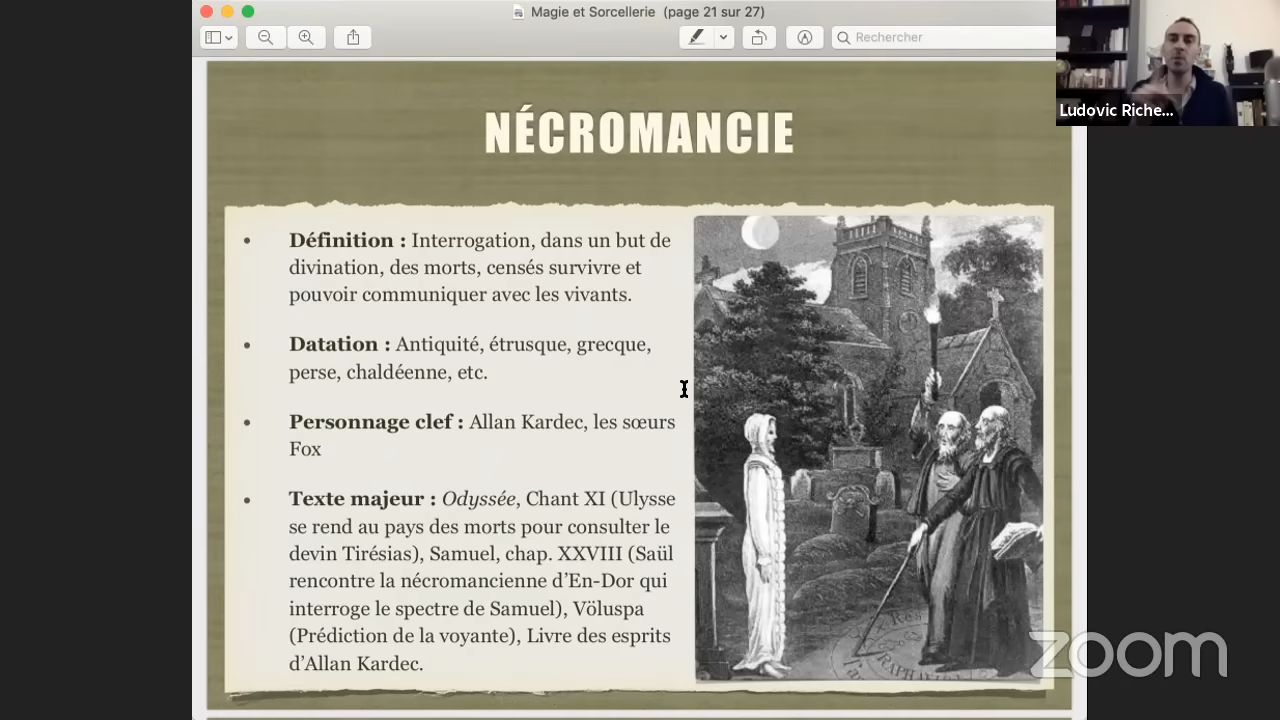 Magie et Sorcellerie (page 21 sur 27)
Rechercher
Ludovic Riche...
NÉCROMANCIE
• Définition : Interrogation, dans un but de
divination, des morts, censés survivre et
pouvoir communiquer avec les vivants.
• Datation : Antiquité, étrusque, grecque,
perse, chaldéenne, etc.
• Personnage clef : Allan Kardec, les sœurs
Fox
• Texte majeur : Odyssée, Chant XI (Ulysse
se rend au pays des morts pour consulter le
devin Tirésias), Samuel, chap. XXVIII (Saül
rencontre la nécromancienne d’En-Dor qui
interroge le spectre de Samuel), Völuspa
(Prédiction de la voyante), Livre des esprits
d’Allan Kardec.
zoom